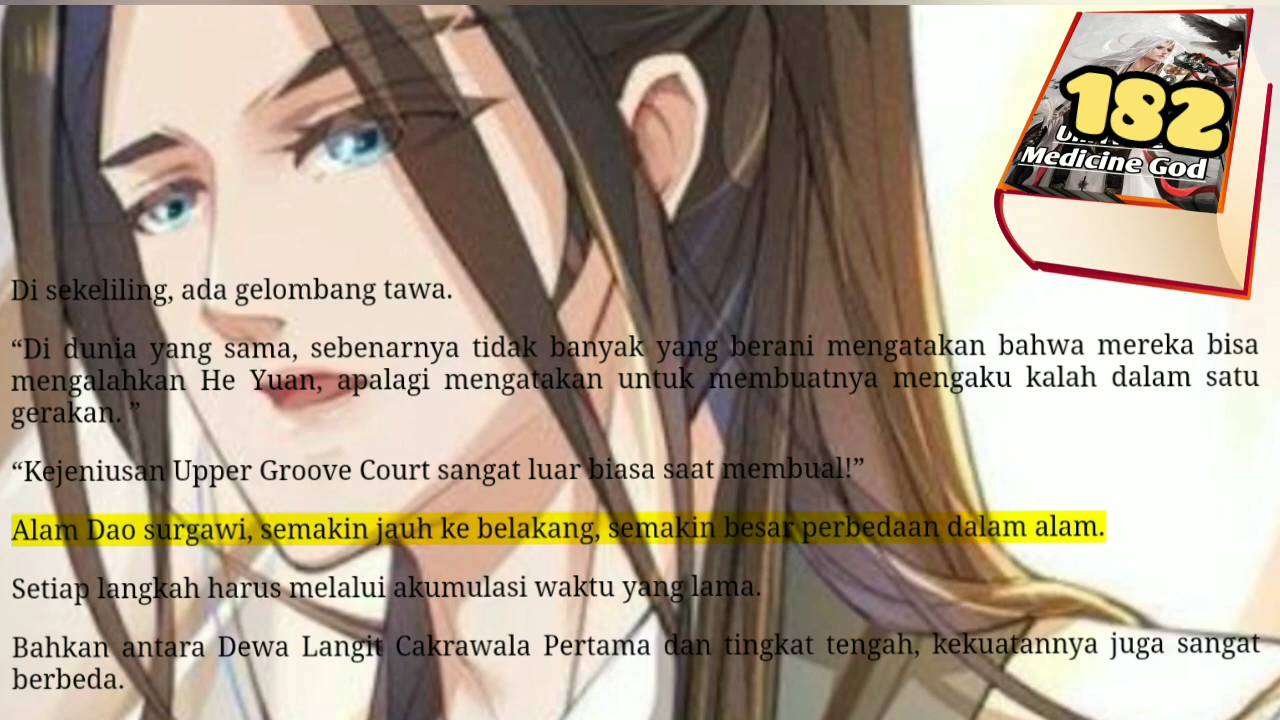 182
Medicine God
Di sekeliling, ada gelombang tawa.
“Di dunia yang sama, sebenarnya tidak banyak yang berani mengatakan bahwa mereka bisa
mengalahkan He Yuan, apalagi mengatakan untuk membuatnya mengaku kalah dalam satu
gerakan. ”
“Kejeniusan Upper Groove Court sangat luar biasa saat membual!”
Alam Dao surgawi, semakin jauh ke belakang, semakin besar perbedaan dalam alam.
Setiap langkah harus melalui akumulasi waktu yang lama.
Bahkan antara Dewa Langit Cakrawala Pertama dan tingkat tengah, kekuatannya juga sangat
berbeda.